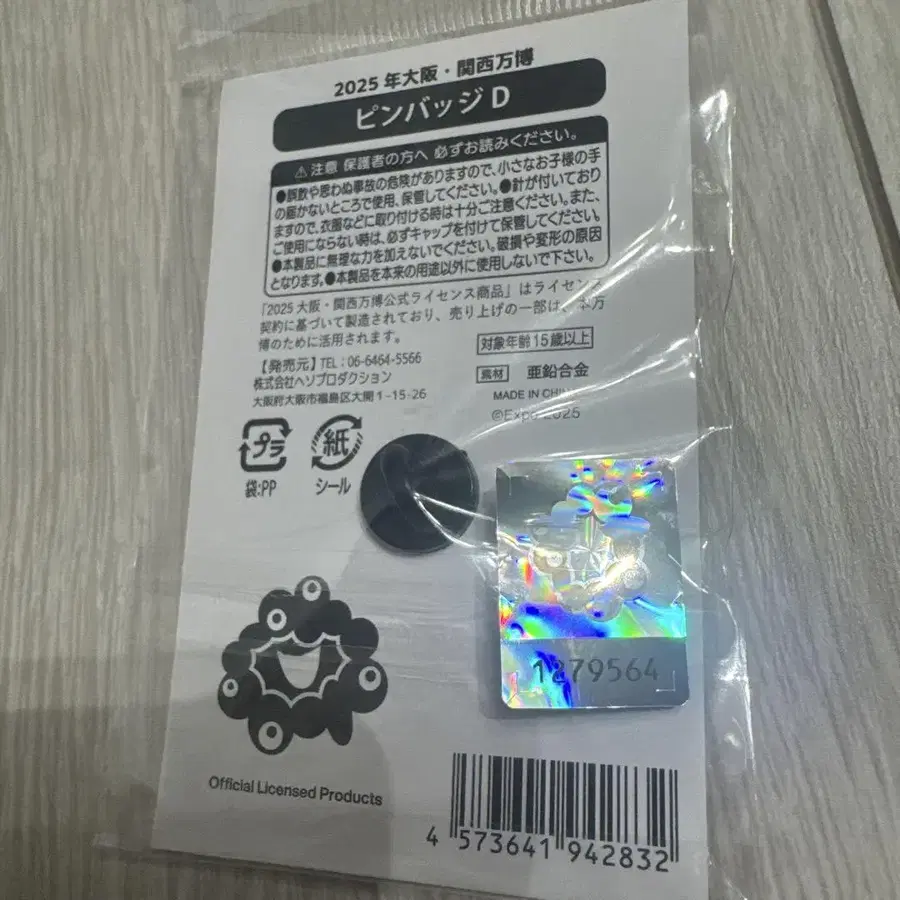 2025年大阪・関西万博
ピンバッジ D
⚠注意 保護者の方へ 必ずお読みください。
●誤飲や思わぬ事故の危険がありますので、小さなお子様の手
の届かないところで使用、保管してください。●針が付いており
ますので、衣服などに取り付ける時は十分ご注意ください。また、
ご使用にならない時は、必ずキャップを付けて保管してください。
●本製品に無理な力を加えないでください。破損や変形の原因
となります。●本製品を本来の用途以外に使用しないで下さい。
「2025大阪・関西万博公式ライセンス商品」はライセンス
契約に基づいて製造されており、売り上げの一部は、本万
博のために活用されます。
対象年齢15歳以上
【発売元】TEL：06-6464-5566
株式会社ヘソプロダクション
大阪府大阪市福島区大開1-15-26
素材 亜鉛合金
MADE IN CHINA
©Expo 2025
プラ
袋:PP
紙
シール
1279564
Official Licensed Products
4 573641 942832